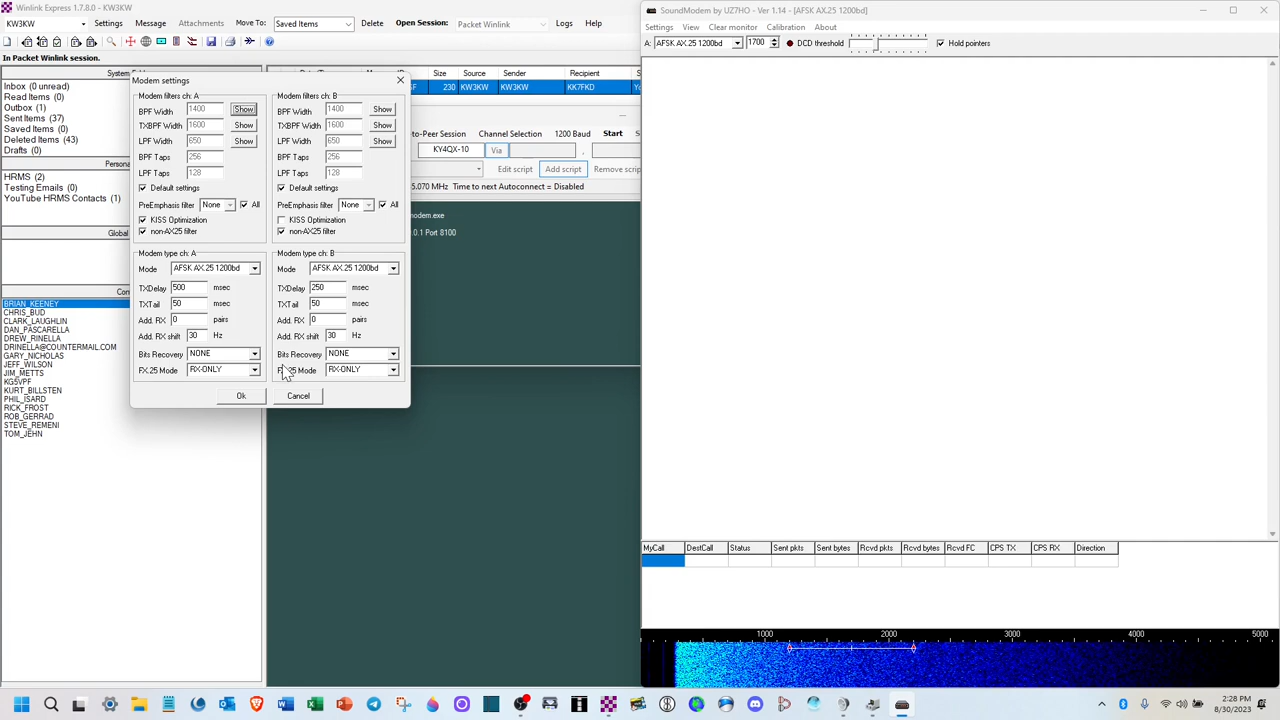 Winlink Express 1.7.8.0 - KW3KW
KW3KW Settings Message Attachments Move To: Saved Items Delete Open Session: Packet Winlink Logs Help
In Packet Winlink session.
Inbox (0 unread)
Read Items (0)
Outbox (1)
Sent Items (37)
Saved Items (0)
Deleted Items (43)
Drafts (0)
HRMS (2)
Testing Emails (0)
YouTube HRMS Contacts (1)
BRIAN_KEENEY
CHRIS_BUD
CLARK_LAUGHLIN
DAN_PASCARELLA
DREW_RINELLA
DRINELLA@COUNTERMAIL.COM
GARY_NICHOLAS
JEFF_WILSON
JIM_METTS
KG5VPF
KURT_BILLSTEN
PHIL_ISARD
RICK_FROST
ROB_GERRAD
STEVE_REMENI
TOM_JEHN
Size Source Sender Recipient
230 KW3KW KW3KW KK7FKD
Modem settings
Modem filters ch: A
BPF Width 1400 Show
TXBPF Width 1600 Show
LPF Width 650 Show
BPF Taps 256
LPF Taps 128
Default settings
PreEmphasis filter None All
KISS Optimization
non-AX25 filter
Modem type ch: A
Mode AFSK AX.25 1200bd
TXDelay 500 msec
TXTail 50 msec
Add. RX 0 pairs
Add. RX shift 30 Hz
Bits Recovery NONE
FX.25 Mode RX-ONLY
Modem filters ch: B
BPF Width 1400 Show
TXBPF Width 1600 Show
LPF Width 650 Show
BPF Taps 256
LPF Taps 128
Default settings
PreEmphasis filter None All
KISS Optimization
non-AX25 filter
Modem type ch: B
Mode AFSK AX.25 1200bd
TXDelay 250 msec
TXTail 50 msec
Add. RX 0 pairs
Add. RX shift 30 Hz
Bits Recovery NONE
Mode RX-ONLY
Ok Cancel
to-Peer Session Channel Selection 1200 Baud Start
KY4QX-10 Via ,
Edit script Add script Remove scrip
5.070 MHz Time to next Autoconnect = Disabled
modem.exe
.0.1 Port 8100
SoundModem by UZ7HO - Ver 1.14 - [AFSK AX.25 1200bd]
Settings View Clear monitor Calibration About
A: AFSK AX.25 1200bd 1700 DCD threshold Hold pointers
MyCall DestCall Status Sent pkts Sent bytes Rcvd pkts Rcvd bytes Rcvd FC CPS TX CPS RX Direction
1000 2000 3000 4000 5000
2:28 PM
8/30/2023